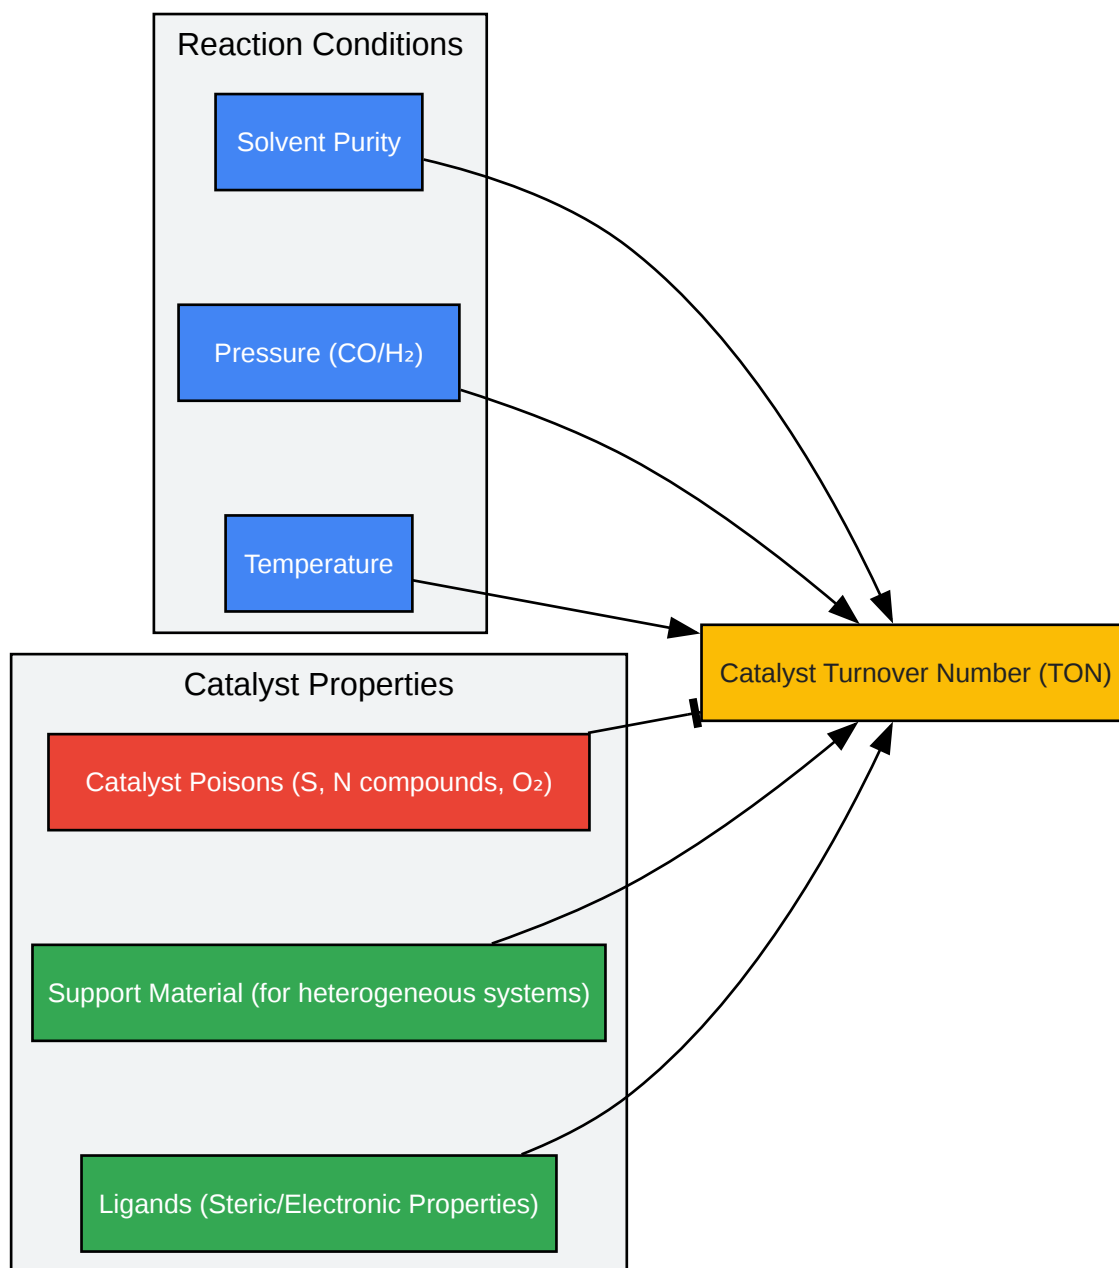 Reaction Conditions
Solvent Purity
Pressure (CO/H₂)
Temperature
Catalyst Turnover Number (TON)
Catalyst Properties
Catalyst Poisons (S, N compounds, O₂)
Support Material (for heterogeneous systems)
Ligands (Steric/Electronic Properties)